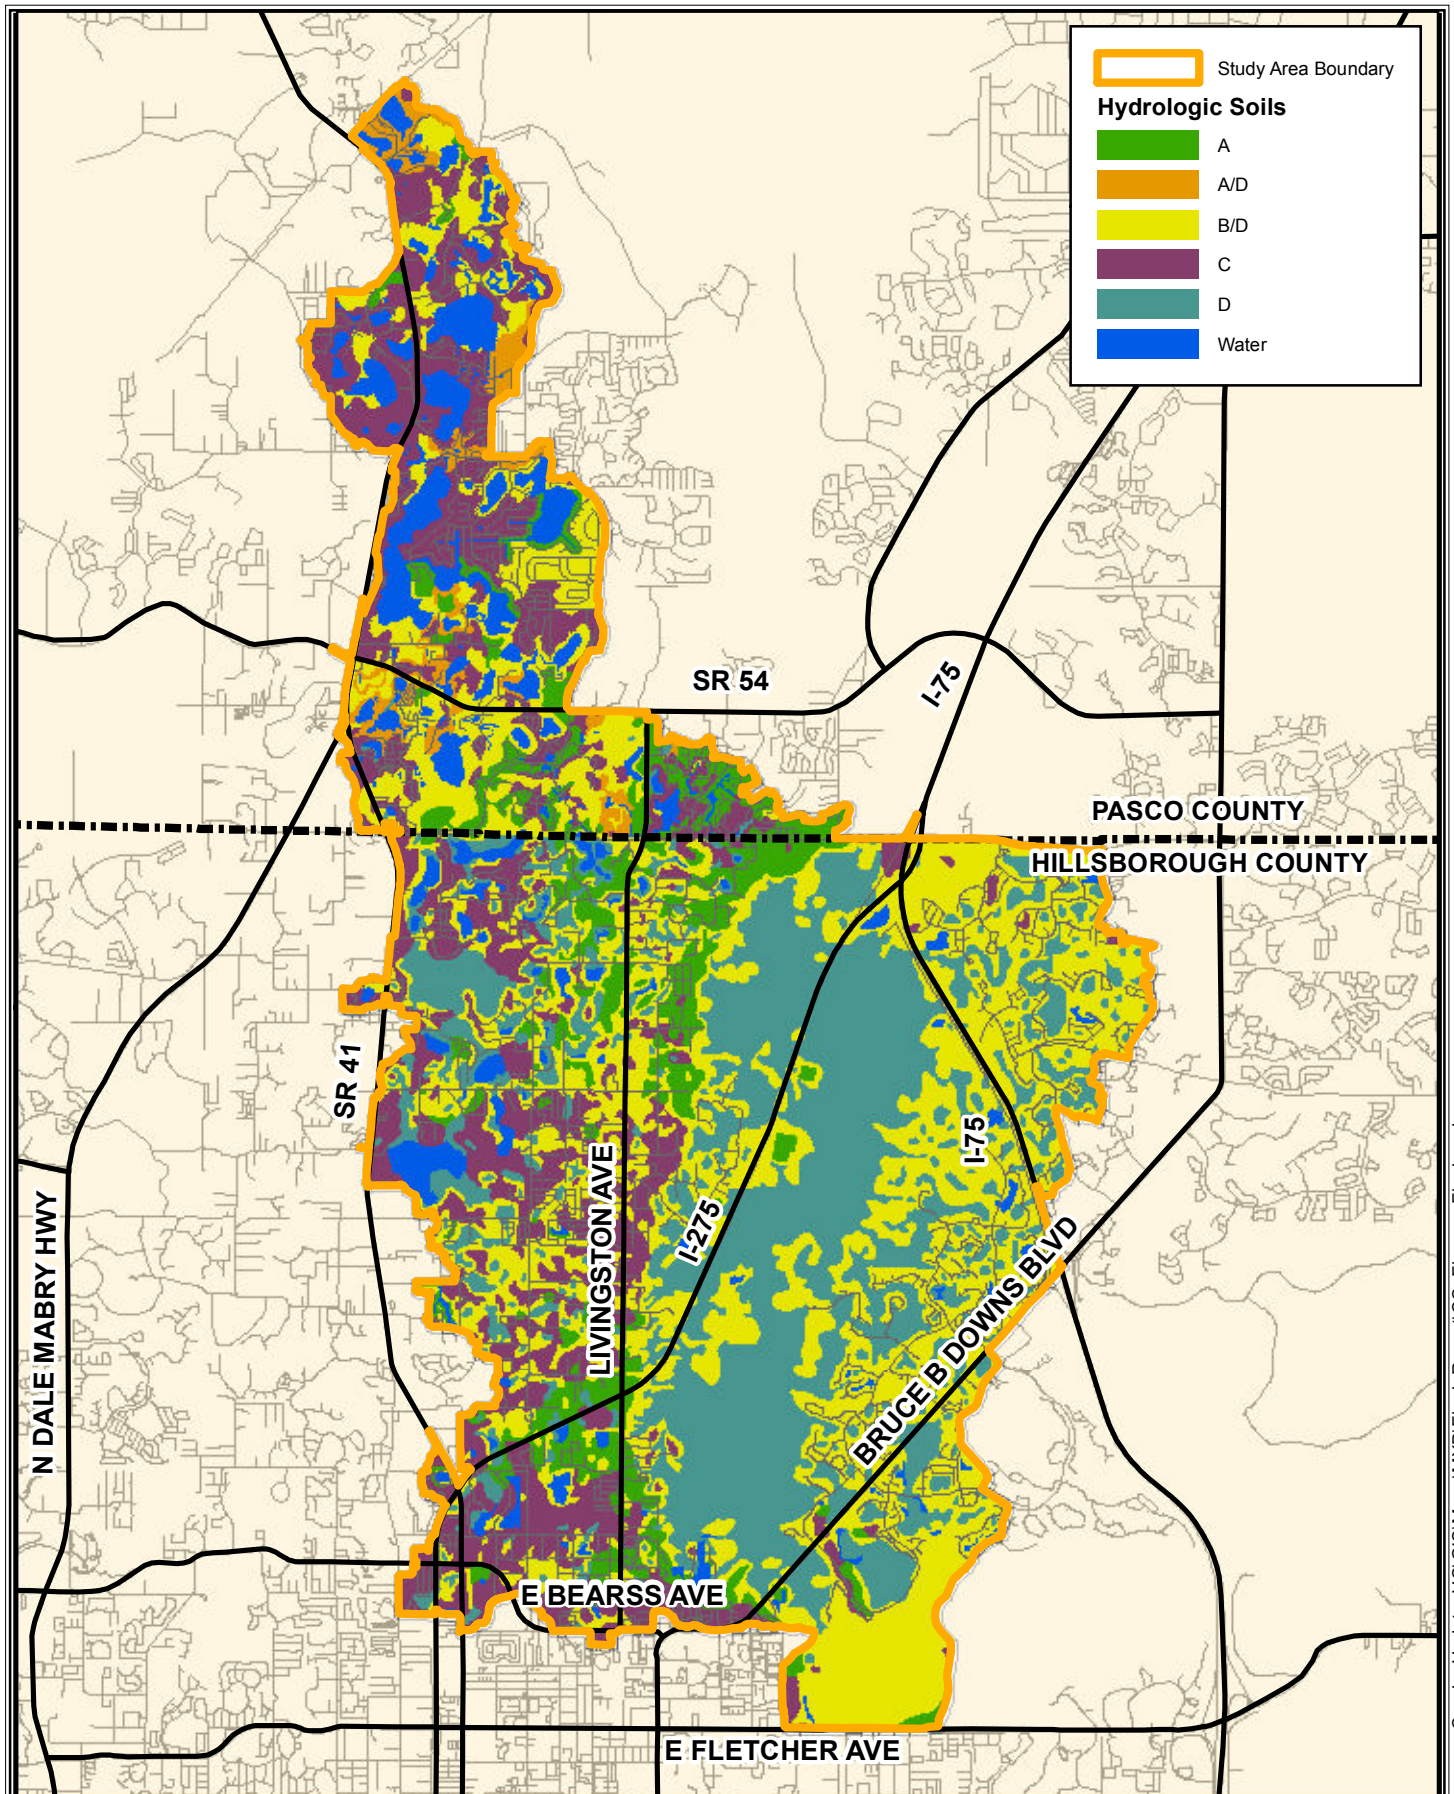 Study Area Boundary
Hydrologic Soils
A
A/D
B/D
C
D
Water
SR 54
I-75
PASCO COUNTY
HILLSBOROUGH COUNTY
SR 41
I-75
LIVINGSTON AVE
I-275
N DALE MABRY HWY
BRUCE B DOWNS BLVD
E BEARSS AVE
E FLETCHER AVE